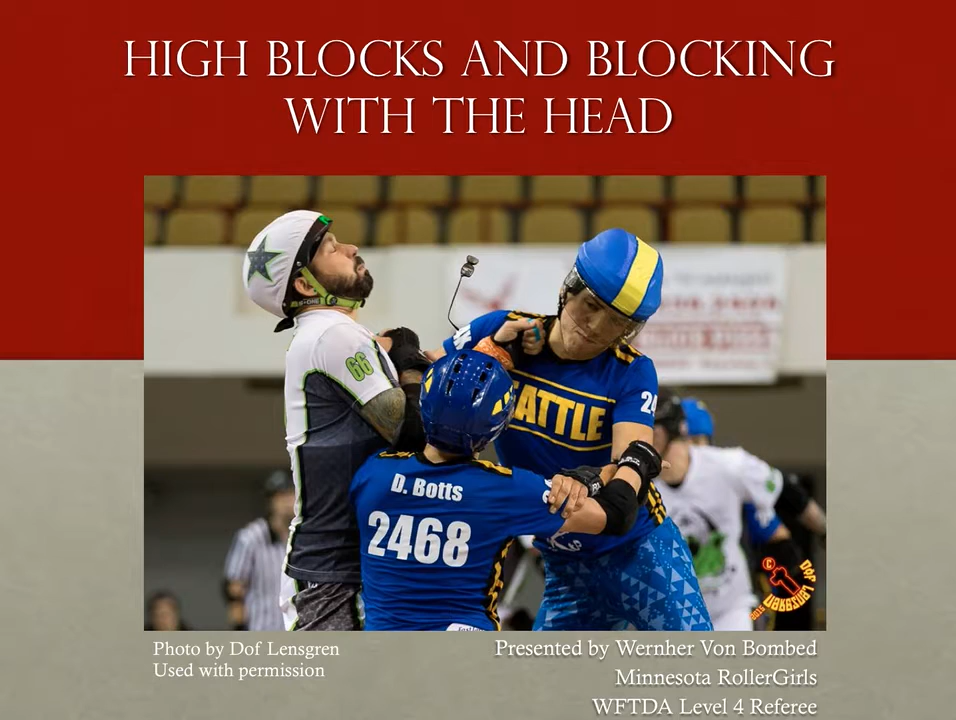 HIGH BLOCKS AND BLOCKING
WITH THE HEAD
66
SEATTLE
24
D. Botts
2468
Photo by Dof Lensgren
Used with permission
Presented by Wernher Von Bombed
Minnesota RollerGirls
WFTDA Level 4 Referee